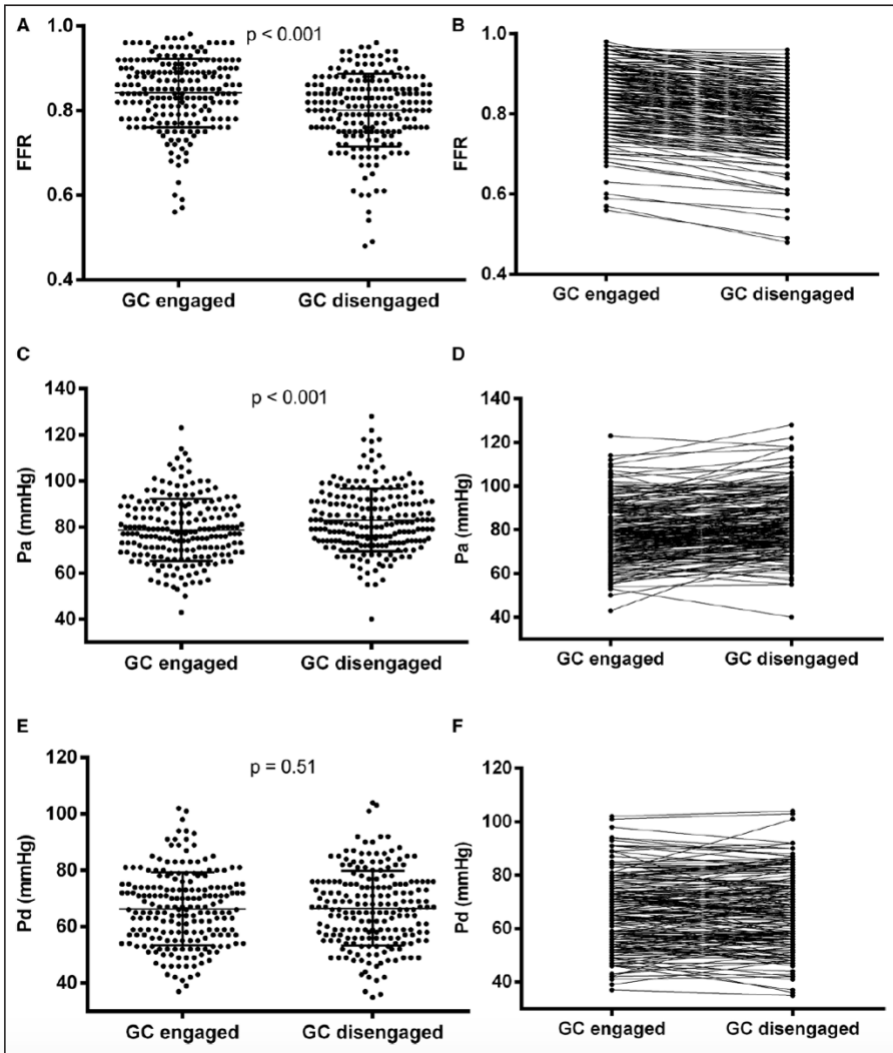 A
B
p < 0.001
1.0
0.8
0.6
0.4
FFR
GC engaged
GC disengaged
1.0
0.8
0.6
0.4
FFR
GC engaged
GC disengaged
C
D
p < 0.001
140
120
100
80
60
40
Pa (mmHg)
GC engaged
GC disengaged
140
120
100
80
60
40
Pa (mmHg)
GC engaged
GC disengaged
E
F
p = 0.51
120
100
80
60
40
Pd (mmHg)
GC engaged
GC disengaged
120
100
80
60
40
Pd (mmHg)
GC engaged
GC disengaged